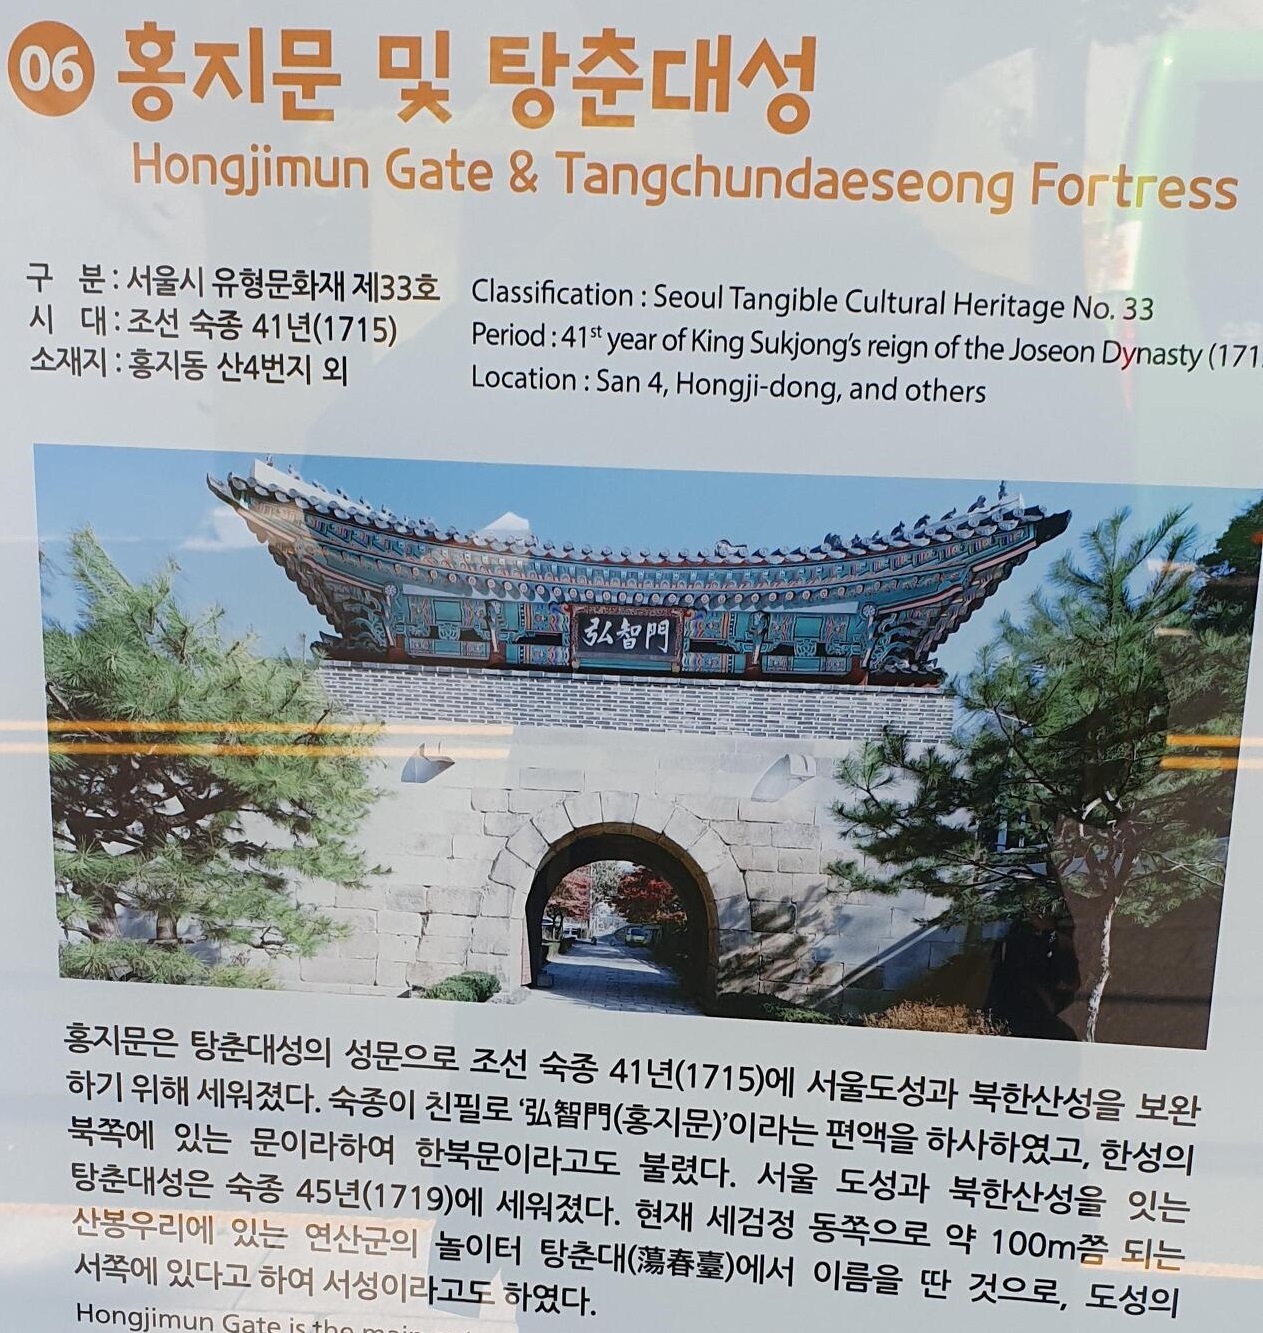 06 홍지문 및 탕춘대성
Hongjimun Gate & Tangchundaeseong Fortress
구 분 : 서울시 유형문화재 제33호
시 대 : 조선 숙종 41년(1715)
소재지 : 홍지동 산4번지 외
Classification : Seoul Tangible Cultural Heritage No. 33
Period : 41st year of King Sukjong's reign of the Joseon Dynasty (171
Location : San 4, Hongji-dong, and others
弘智門
홍지문은 탕춘대성의 성문으로 조선 숙종 41년(1715)에 서울도성과 북한산성을 보완
하기 위해 세워졌다. 숙종이 친필로 '弘智門(홍지문)'이라는 편액을 하사하였고, 한성의
북쪽에 있는 문이라하여 한북문이라고도 불렸다. 서울 도성과 북한산성을 잇는
탕춘대성은 숙종 45년(1719)에 세워졌다. 현재 세검정 동쪽으로 약 100m쯤 되는
산봉우리에 있는 연산군의 놀이터 탕춘대(蕩春臺)에서 이름을 딴 것으로, 도성의
서쪽에 있다고 하여 서성이라고도 하였다.
Hongjimun Gate is the main